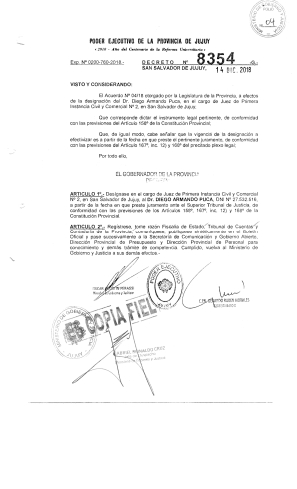 04
PODER EJECUTIVO DE LA PROVINCIA DE JUJUY
«2018 - Año del Centenario de la Reforma Universitaria»
Exp. Nº 0200-760-2018.- DECRETO Nº 8354 -G.-
SAN SALVADOR DE JUJUY, 14 DIC. 2018
VISTO Y CONSIDERANDO:
El Acuerdo Nº 04/18 otorgado por la Legislatura de la Provincia, a efectos
de la designación del Dr. Diego Armando Puca, en el cargo de Juez de Primera
Instancia Civil y Comercial Nº 2, en San Salvador de Jujuy,
Que corresponde dictar el instrumento legal pertinente, de conformidad
con las previsiones del Artículo 158º de la Constitución Provincial,
Que, de igual modo, cabe señalar que la vigencia de la designación a
efectivizar es a partir de la fecha en que preste el pertinente juramento, de conformidad
con las previsiones del Artículo 167º, inc. 12) y 168º del precitado plexo legal,
Por todo ello,
EL GOBERNADOR DE LA PROVINCIA
ARTÍCULO 1º.- Desígnase en el cargo de Juez de Primera Instancia Civil y Comercial
Nº 2, en San Salvador de Jujuy, al Dr. DIEGO ARMANDO PUCA, DNI Nº 27.532.516,
a partir de la fecha en que presta juramento ante el Superior Tribunal de Justicia, de
conformidad con las previsiones de los Artículos 158º, 167º, inc. 12) y 168º de la
Constitución Provincial.
ARTÍCULO 2º.- Regístrese, tome razón Fiscalía de Estado, Tribunal de Cuentas y
Contaduría de la Provincia, comuníquese, publíquese sintéticamente en el Boletín
Oficial y pase sucesivamente a la Secretaría de Comunicación y Gobierno Abierto,
Dirección Provincial de Presupuesto y Dirección Provincial de Personal para
conocimiento y demás trámite de competencia. Cumplido, vuelva al Ministerio de
Gobierno y Justicia a sus demás efectos.-
PODER EJECUTIVO
C.P.N. GERARDO RUBEN MORALES
GOBERNADOR
ES COPIA FIEL